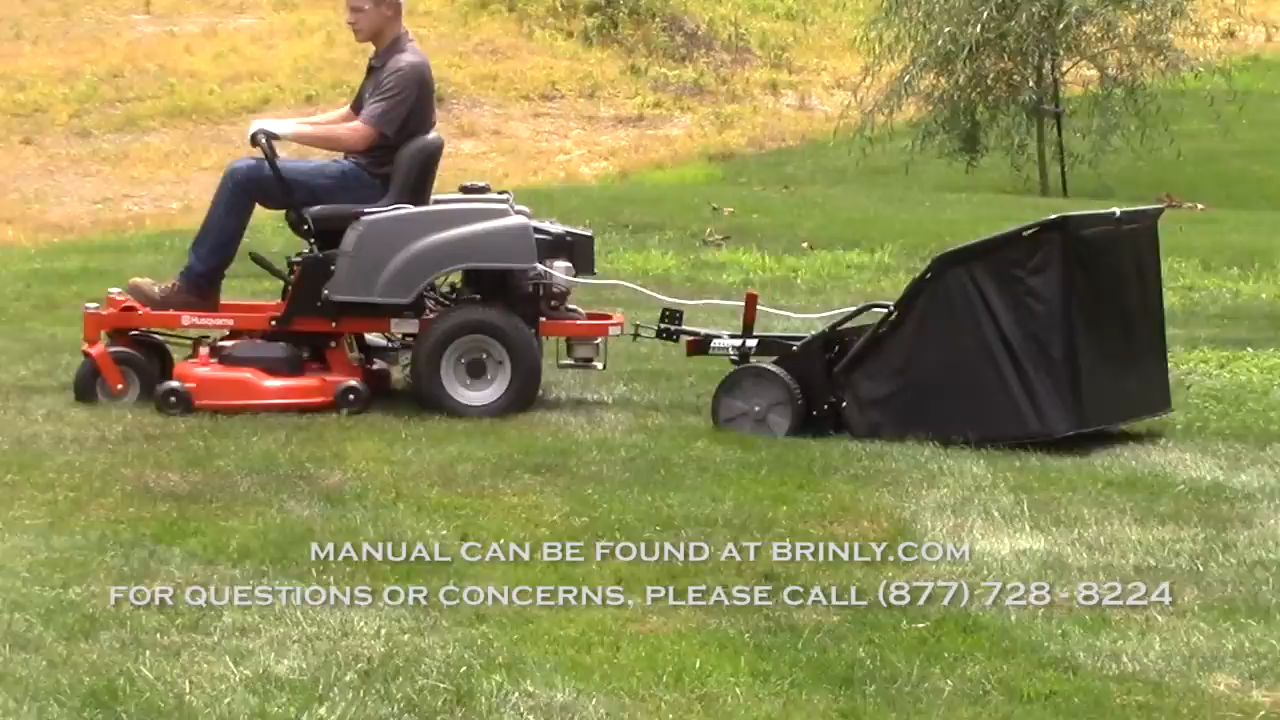 Husqvarna
MANUAL CAN BE FOUND AT BRINLY.COM
FOR QUESTIONS OR CONCERNS, PLEASE CALL (877) 728-8224